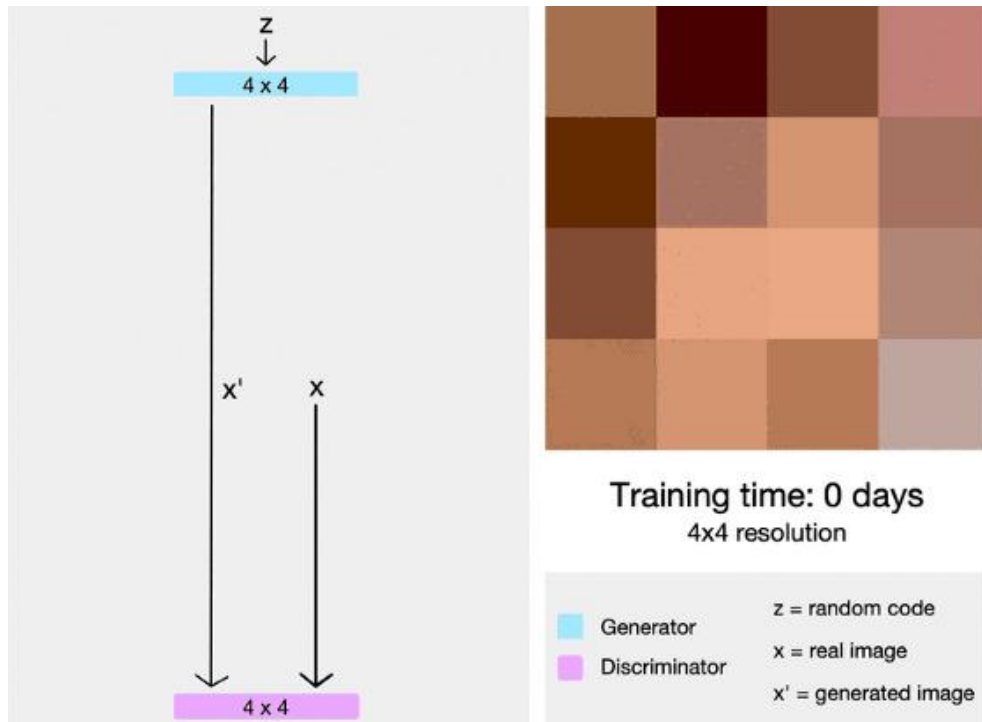 z
4 x 4
x'
x
4 x 4
Training time: 0 days
4x4 resolution
Generator
Discriminator
z = random code
x = real image
x' = generated image